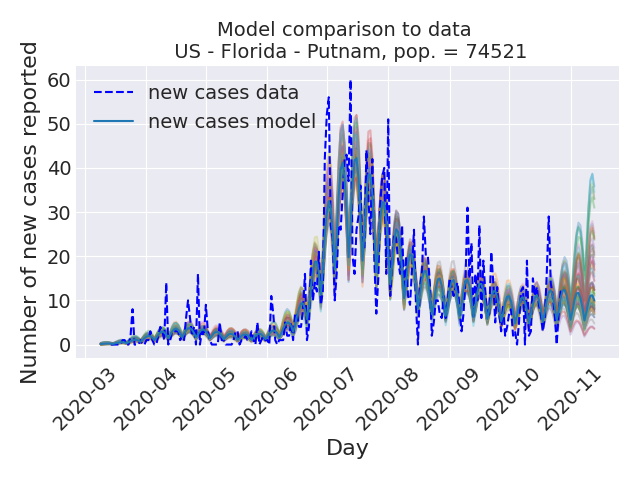 Model comparison to data
US - Florida - Putnam, pop. = 74521
new cases data
new cases model
Number of new cases reported
60
50
40
30
20
10
0
2020-03
2020-04
2020-05
2020-06
2020-07
2020-08
2020-09
2020-10
2020-11
Day